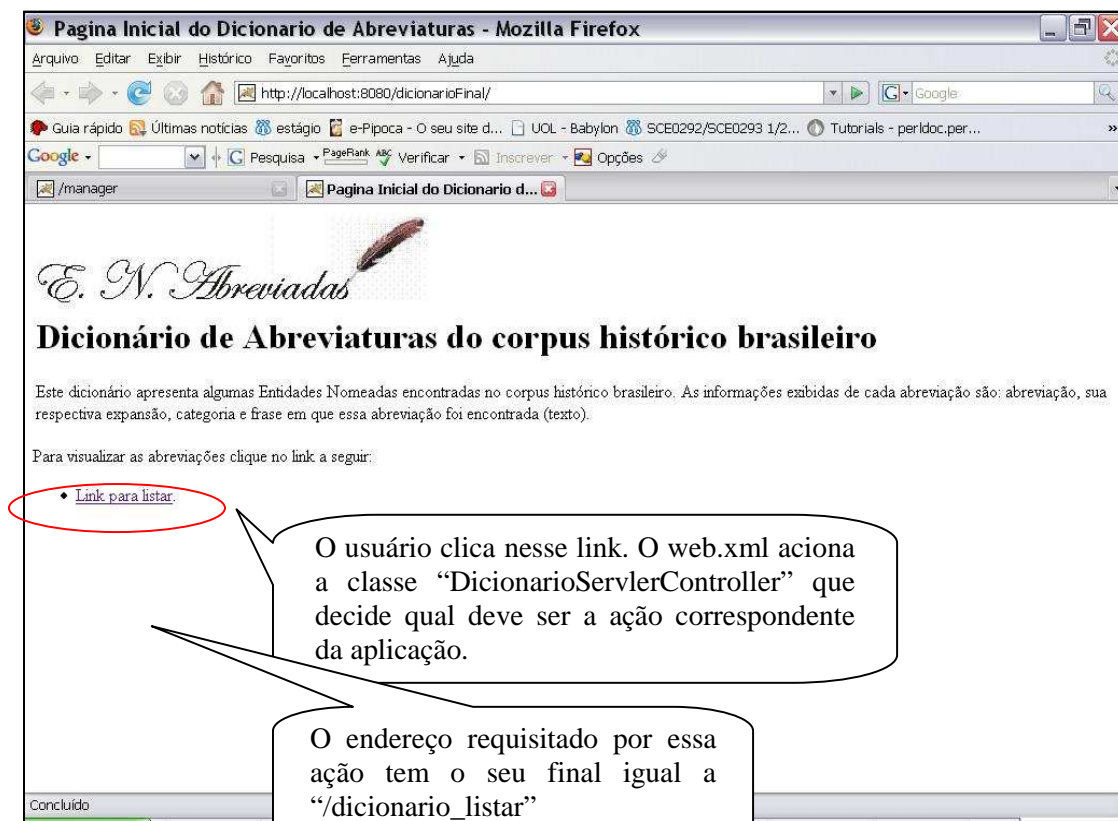 Pagina Inicial do Dicionario de Abreviaturas - Mozilla Firefox
Arquivo Editar Exibir Histórico Favoritos Ferramentas Ajuda
http://localhost:8080/dicionarioFinal/
Google
Guia rápido Últimas notícias estágio e-Pipoca - O seu site d... UOL - Babylon SCE0292/SCE0293 1/2... Tutorials - perldoc.per... »
Google Pesquisa PageRank ABC Verificar Inscrever Opções
/manager Pagina Inicial do Dicionario d...
E. N. Abreviadas
Dicionário de Abreviaturas do corpus histórico brasileiro
Este dicionário apresenta algumas Entidades Nomeadas encontradas no corpus histórico brasileiro. As informações exibidas de cada abreviação são: abreviação, sua
respectiva expansão, categoria e frase em que essa abreviação foi encontrada (texto).
Para visualizar as abreviações clique no link a seguir:
• Link para listar.
O usuário clica nesse link. O web.xml aciona
a classe “DicionarioServlerController” que
decide qual deve ser a ação correspondente
da aplicação.
O endereço requisitado por essa
ação tem o seu final igual a
“/dicionario_listar”
Concluído